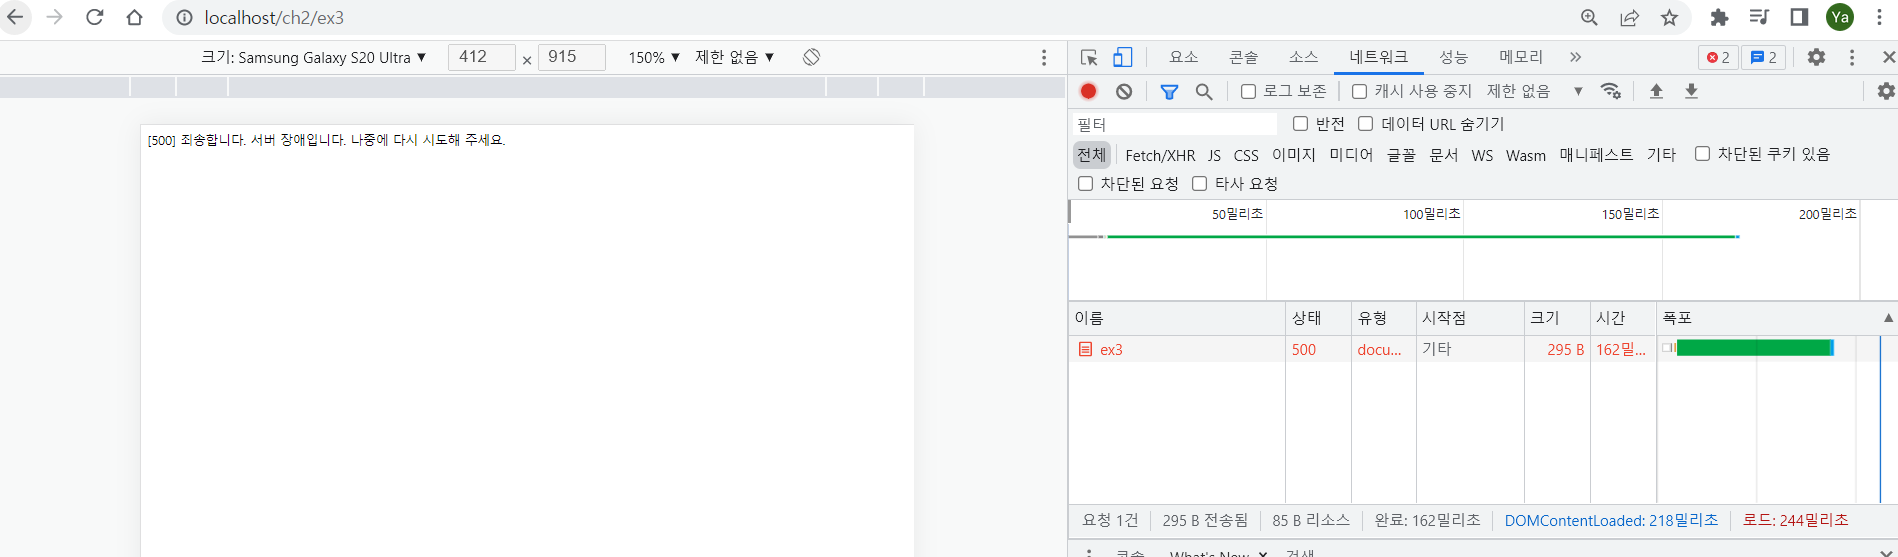 localhost/ch2/ex3
Ya
크기: Samsung Galaxy S20 Ultra ▼ 412 × 915 150% ▼ 제한 없음 ▼
요소 콘솔 소스 네트워크 성능 메모리 » 2 2
로그 보존 캐시 사용 중지 제한 없음 ▼
필터 반전 데이터 URL 숨기기
전체 Fetch/XHR JS CSS 이미지 미디어 글꼴 문서 WS Wasm 매니페스트 기타 차단된 쿠키 있음
차단된 요청 타사 요청
[500] 죄송합니다. 서버 장애입니다. 나중에 다시 시도해 주세요.
50밀리초 100밀리초 150밀리초 200밀리초
이름 상태 유형 시작점 크기 시간 폭포 ▲
ex3 500 docu... 기타 295 B 162밀...
요청 1건 295 B 전송됨 85 B 리소스 완료: 162밀리초 DOMContentLoaded: 218밀리초 로드: 244밀리초
콘솔 What's New 검색